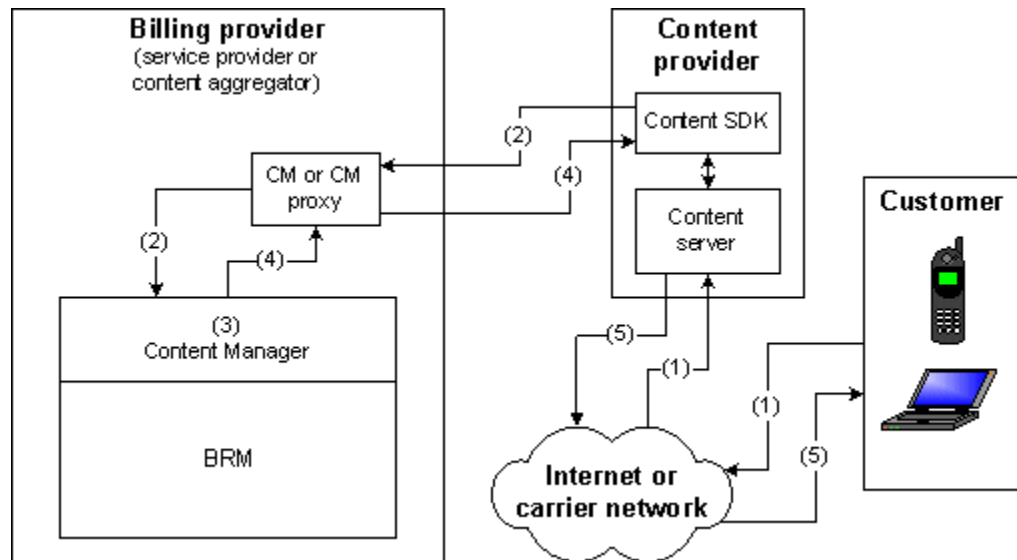 Billing provider
(service provider or
content aggregator)
Content
provider
Content SDK
(2)
(4)
CM or CM
proxy
Content
server
Customer
(2)
(4)
(3)
Content Manager
(5)
(1)
(1)
(5)
BRM
Internet or
carrier network